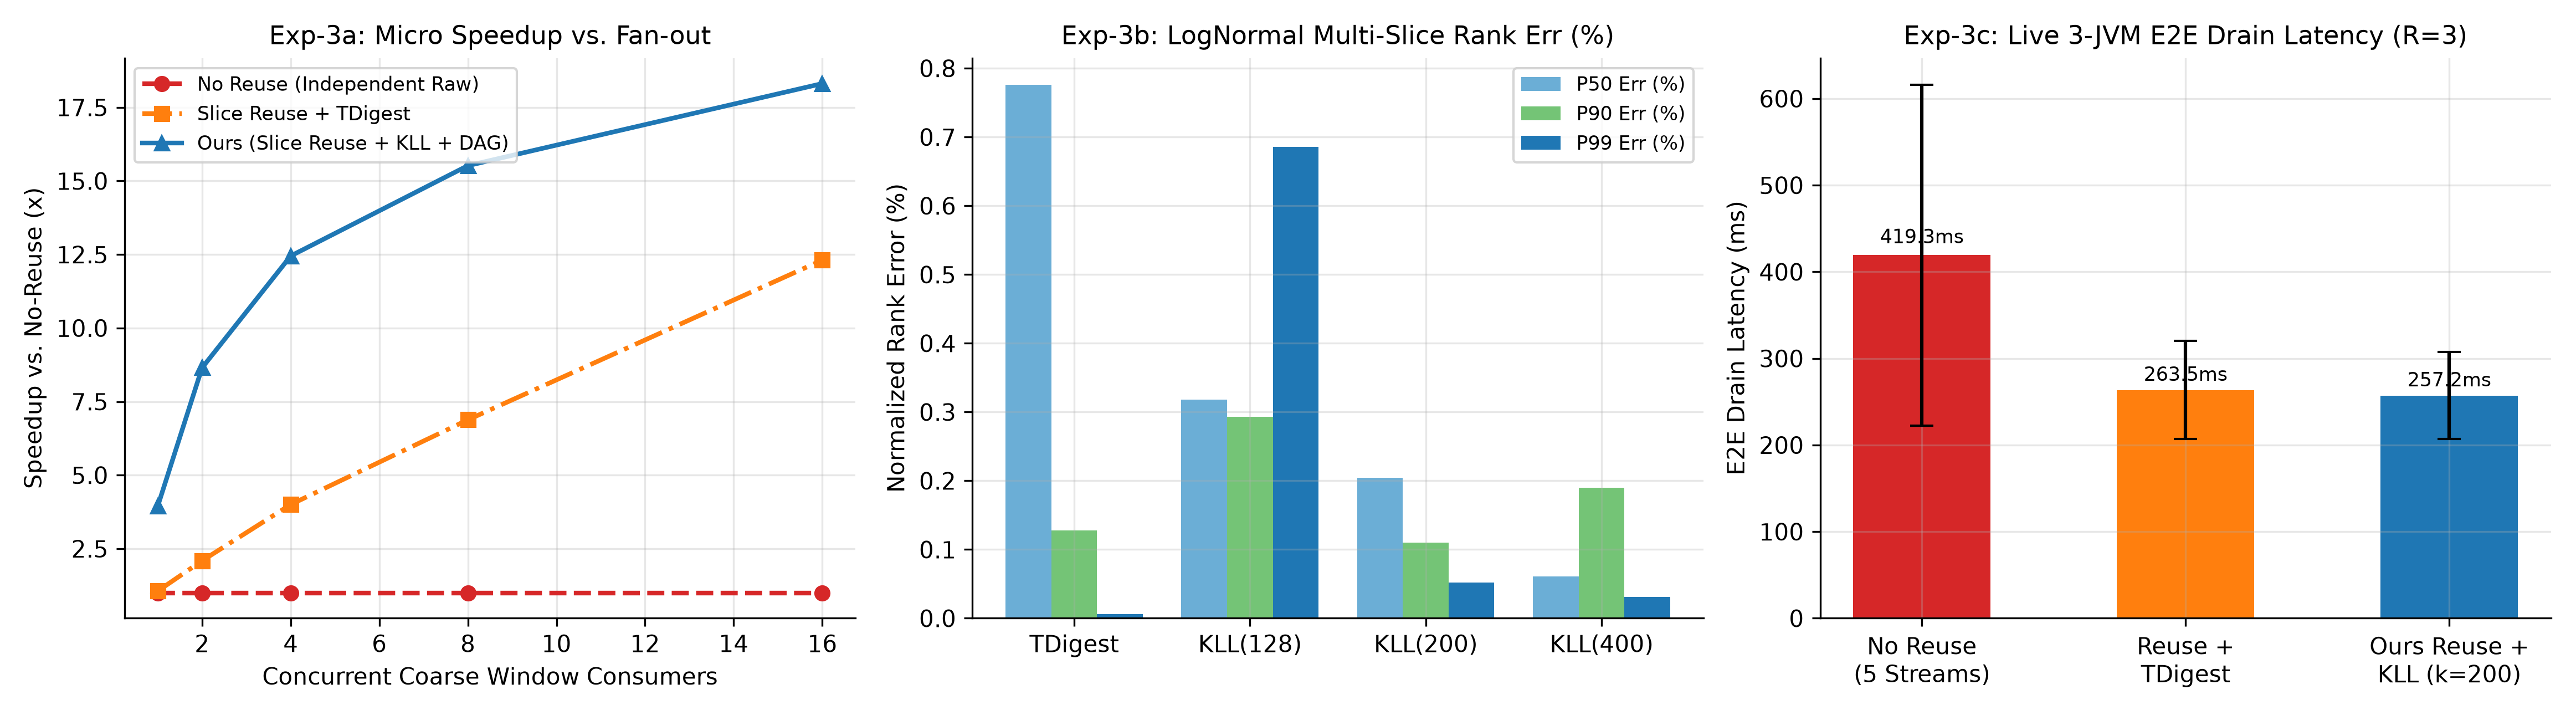 Exp-3a: Micro Speedup vs. Fan-out
No Reuse (Independent Raw)
Slice Reuse + TDigest
Ours (Slice Reuse + KLL + DAG)
Speedup vs. No-Reuse (x)
17.5
15.0
12.5
10.0
7.5
5.0
2.5
2 4 6 8 10 12 14 16
Concurrent Coarse Window Consumers
Exp-3b: LogNormal Multi-Slice Rank Err (%)
P50 Err (%)
P90 Err (%)
P99 Err (%)
Normalized Rank Error (%)
0.8
0.7
0.6
0.5
0.4
0.3
0.2
0.1
0.0
TDigest KLL(128) KLL(200) KLL(400)
Exp-3c: Live 3-JVM E2E Drain Latency (R=3)
E2E Drain Latency (ms)
600
500
400
300
200
100
0
419.3ms
263.5ms
257.2ms
No Reuse
(5 Streams)
Reuse +
TDigest
Ours Reuse +
KLL (k=200)